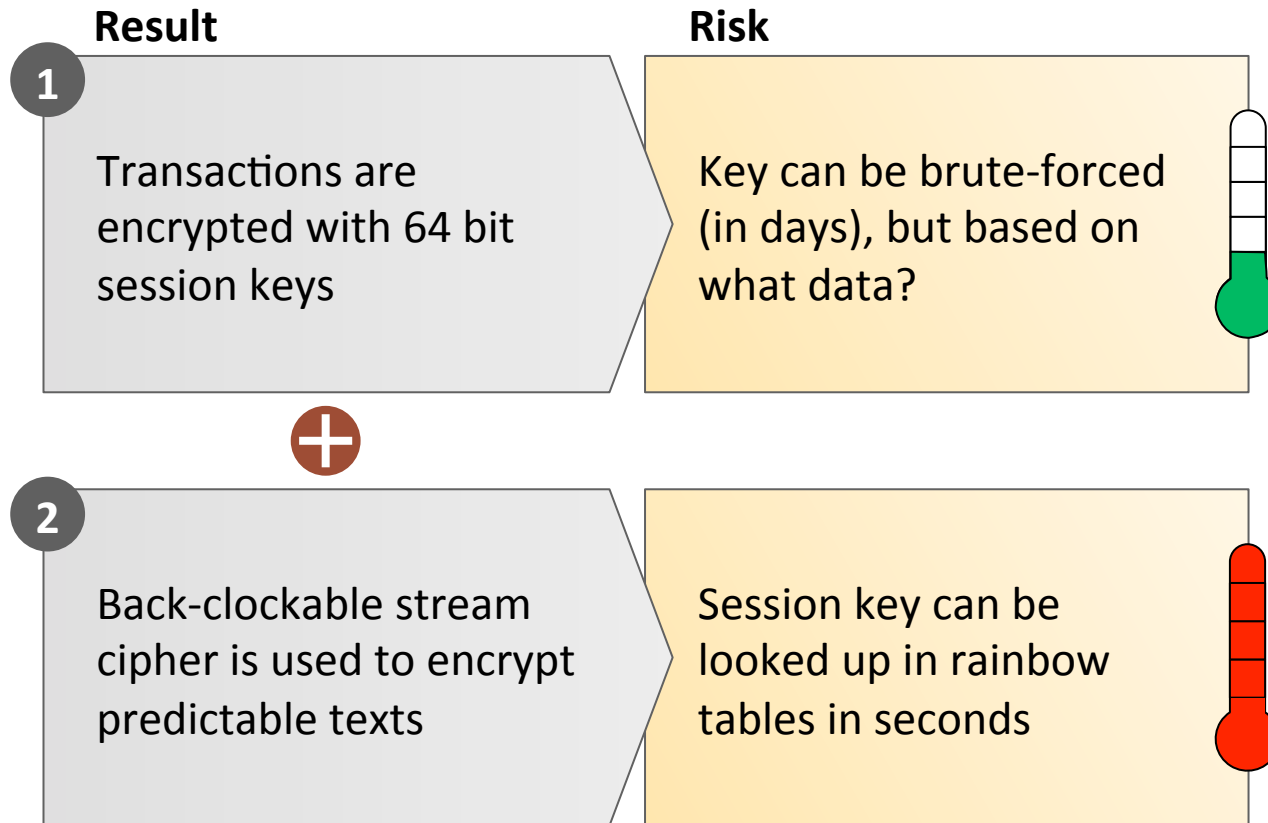 Result
Risk
1
Transactions are
encrypted with 64 bit
session keys
Key can be brute-forced
(in days), but based on
what data?
2
Back-clockable stream
cipher is used to encrypt
predictable texts
Session key can be
looked up in rainbow
tables in seconds